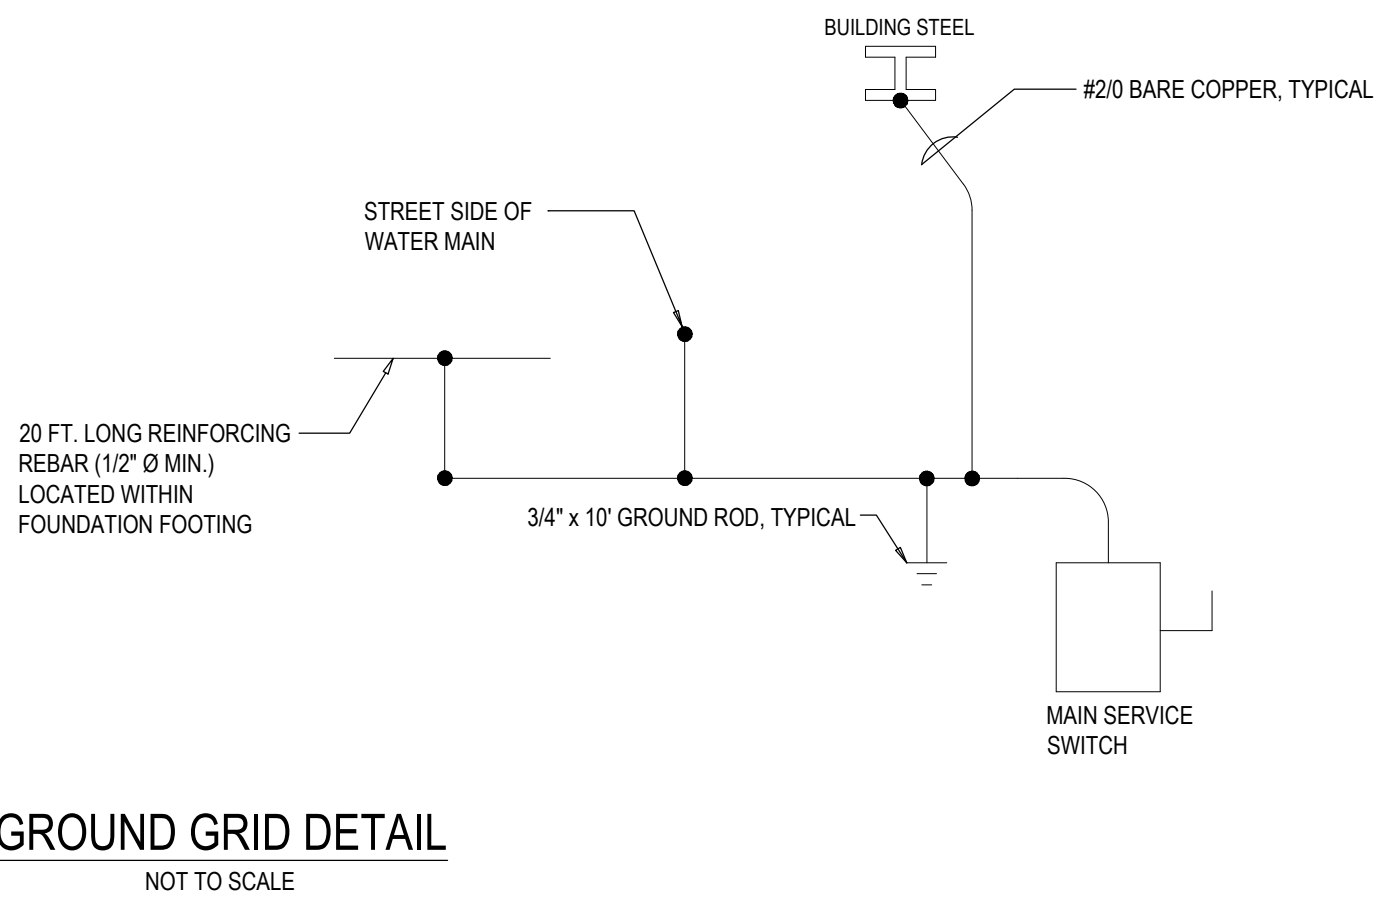 BUILDING STEEL
#2/0 BARE COPPER, TYPICAL
STREET SIDE OF
WATER MAIN
20 FT. LONG REINFORCING
REBAR (1/2" Ø MIN.)
LOCATED WITHIN
FOUNDATION FOOTING
3/4" x 10' GROUND ROD, TYPICAL
MAIN SERVICE
SWITCH
GROUND GRID DETAIL
NOT TO SCALE